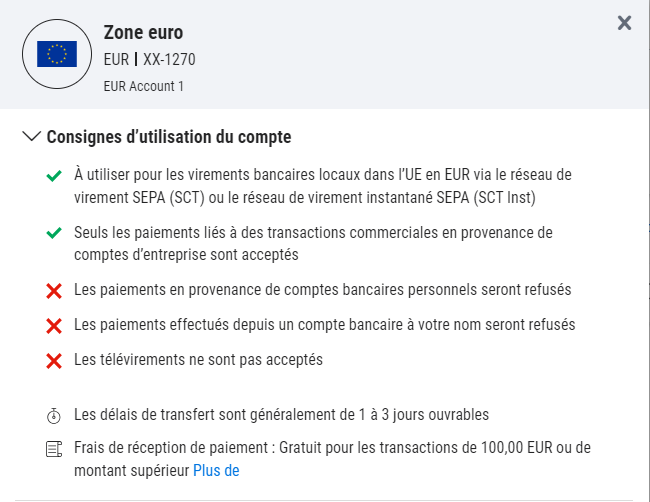 Zone euro
EUR | XX-1270
EUR Account 1
Consignes d’utilisation du compte
À utiliser pour les virements bancaires locaux dans l’UE en EUR via le réseau de
virement SEPA (SCT) ou le réseau de virement instantané SEPA (SCT Inst)
Seuls les paiements liés à des transactions commerciales en provenance de
comptes d’entreprise sont acceptés
Les paiements en provenance de comptes bancaires personnels seront refusés
Les paiements effectués depuis un compte bancaire à votre nom seront refusés
Les télévirements ne sont pas acceptés
Les délais de transfert sont généralement de 1 à 3 jours ouvrables
Frais de réception de paiement : Gratuit pour les transactions de 100,00 EUR ou de
montant supérieur Plus de